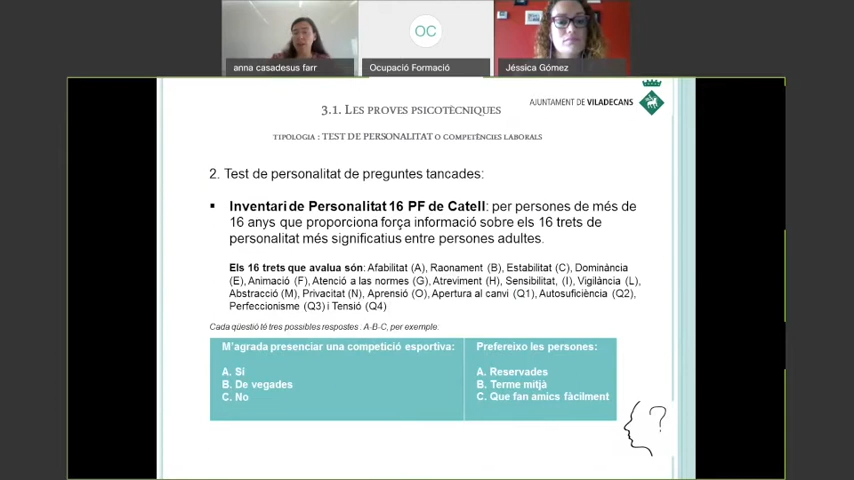 OC
anna casadesus farr
Ocupació Formació
Jéssica Gómez
3.1. Les proves psicotècniques
AJUNTAMENT DE VILADECANS
TIPOLOGIA : TEST DE PERSONALITAT O COMPETÈNCIES LABORALS
2. Test de personalitat de preguntes tancades:
▪ Inventari de Personalitat 16 PF de Catell: per persones de més de
16 anys que proporciona força informació sobre els 16 trets de
personalitat més significatius entre persones adultes.
Els 16 trets que avalua són: Afabilitat (A), Raonament (B), Estabilitat (C), Dominància
(E), Animació (F), Atenció a las normes (G), Atreviment (H), Sensibilitat, (I), Vigilància (L),
Abstracció (M), Privacitat (N), Aprensió (O), Apertura al canvi (Q1), Autosuficiència (Q2),
Perfeccionisme (Q3) i Tensió (Q4)
Cada qüestió té tres possibles respostes . A-B-C, per exemple.
M'agrada presenciar una competició esportiva:
A. Sí
B. De vegades
C. No
Prefereixo les persones:
A. Reservades
B. Terme mitjà
C. Que fan amics fàcilment
?